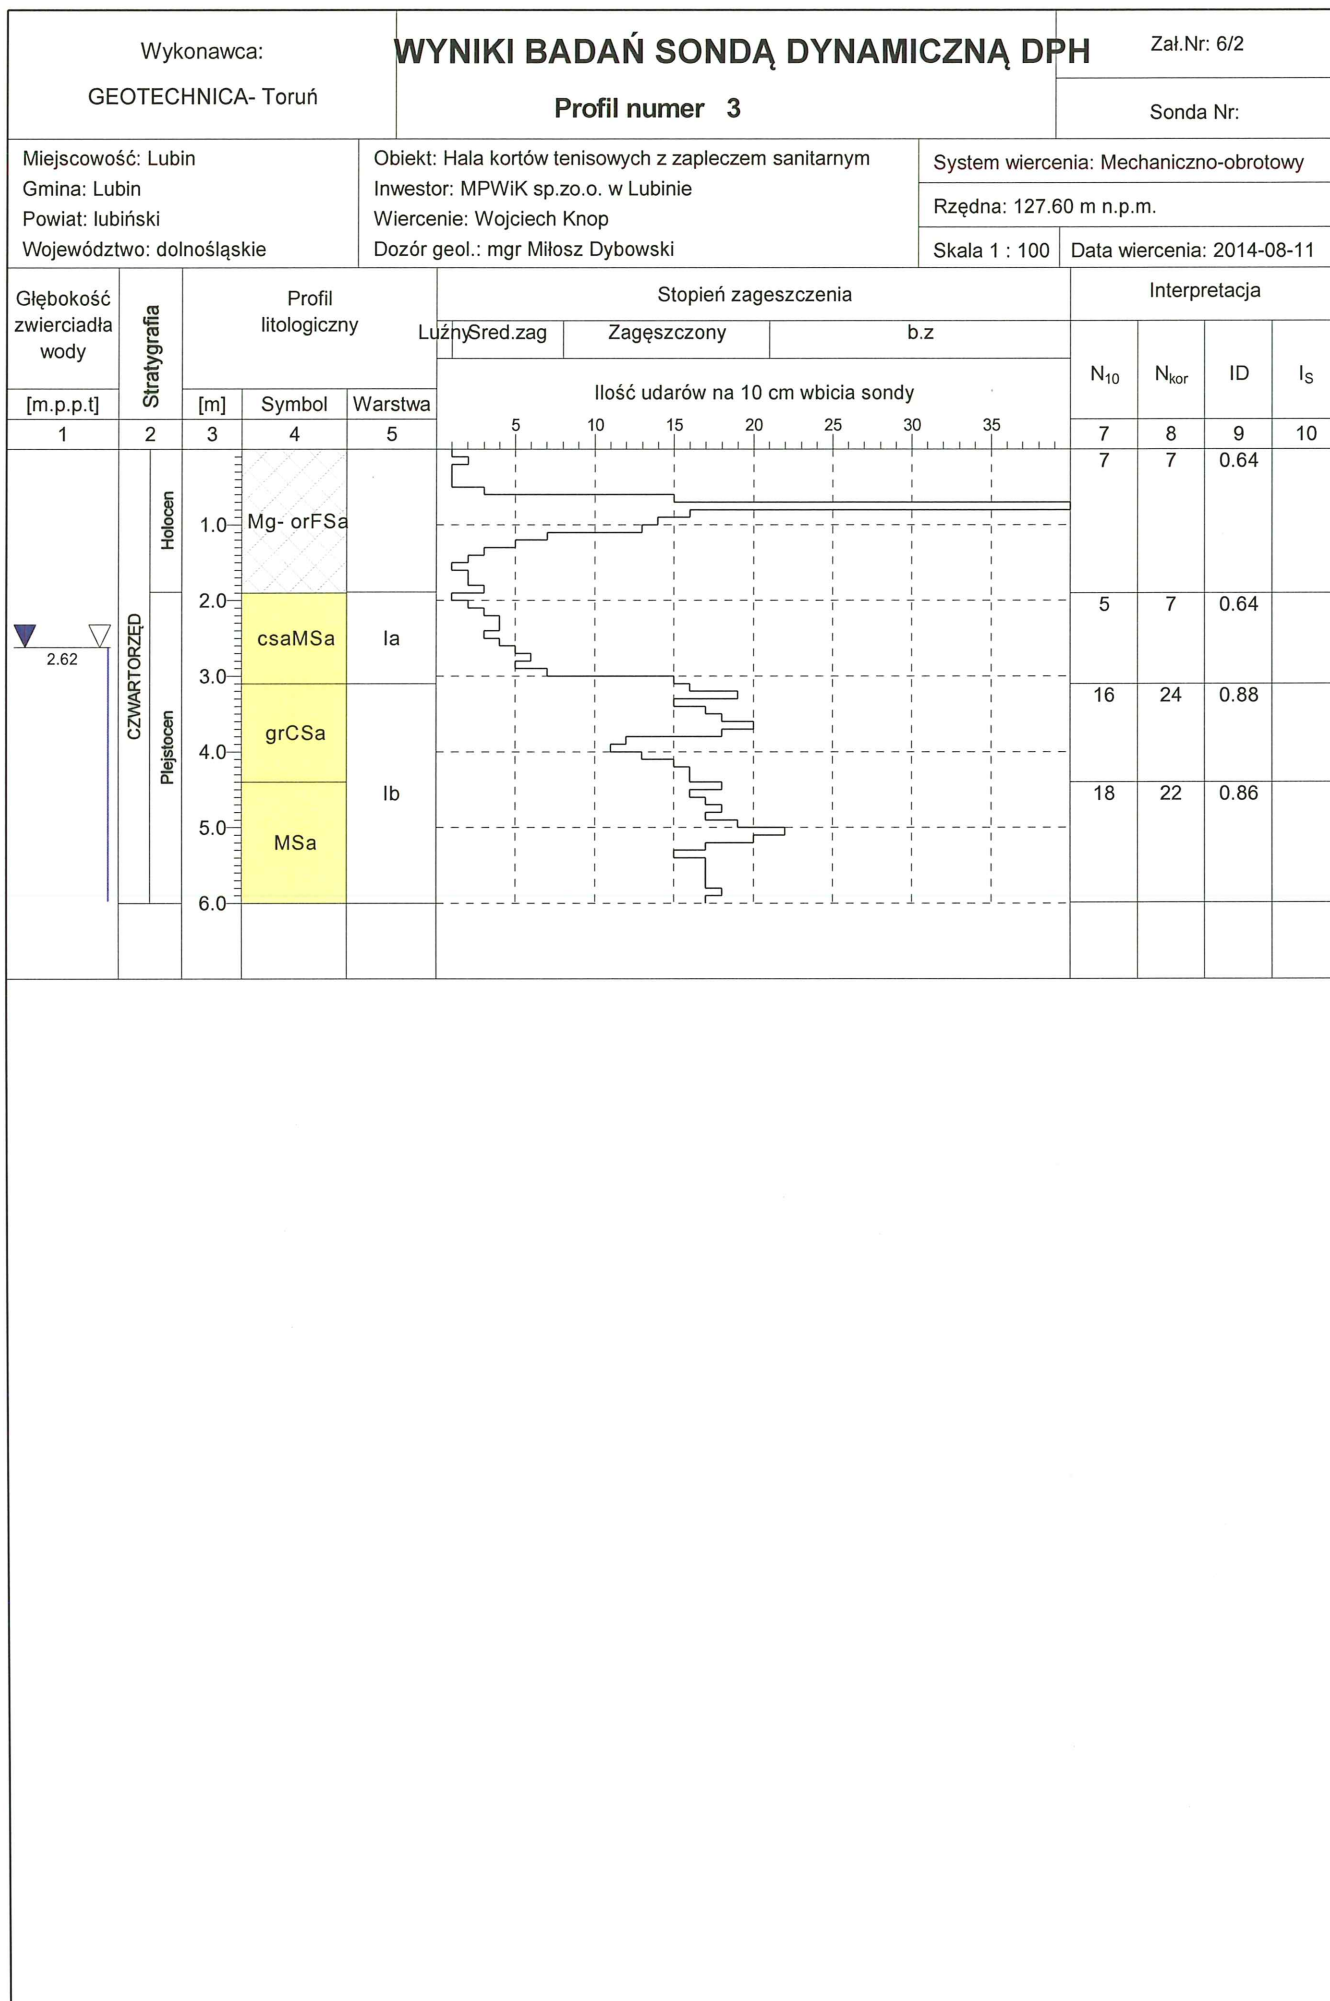 Wykonawca:
GEOTECHNICA- Toruń
WYNIKI BADAŃ SONDĄ DYNAMICZNĄ DPH
Profil numer 3
Zał.Nr: 6/2
Sonda Nr:
Miejscowość: Lubin
Gmina: Lubin
Powiat: lubiński
Województwo: dolnośląskie
Obiekt: Hala kortów tenisowych z zapleczem sanitarnym
Inwestor: MPWiK sp.zo.o. w Lubinie
Wiercenie: Wojciech Knop
Dozór geol.: mgr Miłosz Dybowski
System wiercenia: Mechaniczno-obrotowy
Rzędna: 127.60 m n.p.m.
Skala 1 : 100
Data wiercenia: 2014-08-11
Głębokość
zwierciadła
wody
[m.p.p.t]
Stratygrafia
Profil
litologiczny
[m] Symbol Warstwa
Stopień zageszczenia
Luźny Sred.zag Zagęszczony b.z
Ilość udarów na 10 cm wbicia sondy
5 10 15 20 25 30 35
Interpretacja
N10 Nkor ID IS
1 2 3 4 5 7 8 9 10
CZWARTORZĘD
Holocen
Plejstocen
2.62
1.0
2.0
3.0
4.0
5.0
6.0
Mg- orFSa
csaMSa
grCSa
MSa
Ia
Ib
7 7 0.64
5 7 0.64
16 24 0.88
18 22 0.86